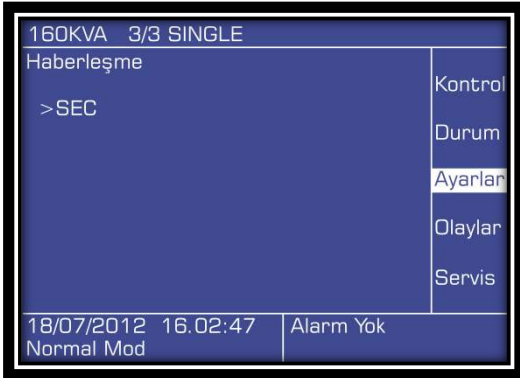 160KVA 3/3 SINGLE
Haberleşme
>SEC
Kontrol
Durum
Ayarlar
Olaylar
Servis
18/07/2012 16.02:47
Normal Mod
Alarm Yok